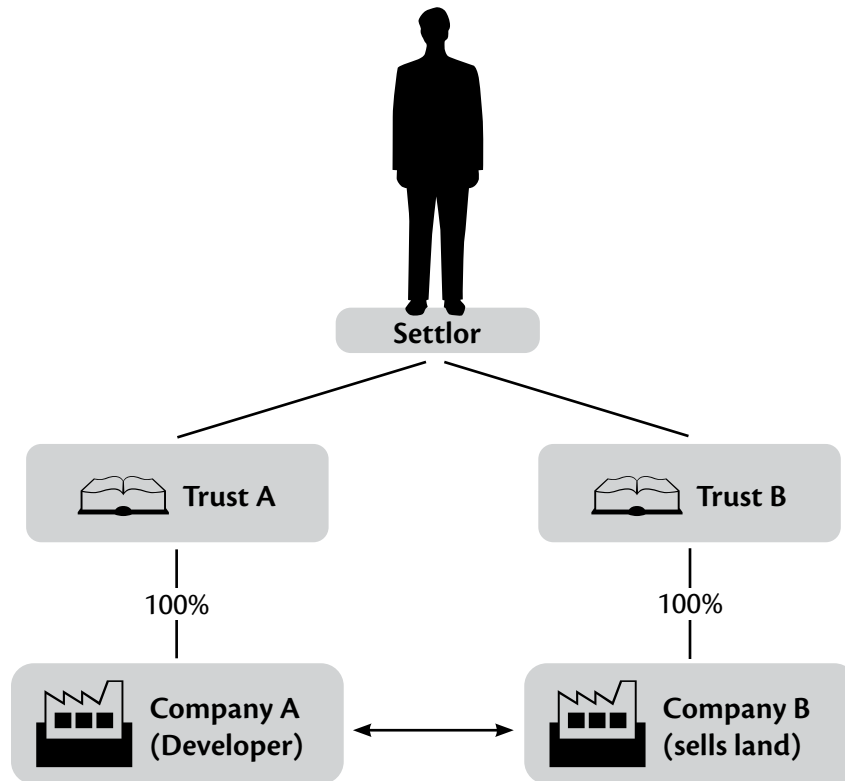 Settlor
Trust A
Trust B
100%
100%
Company A
(Developer)
Company B
(sells land)